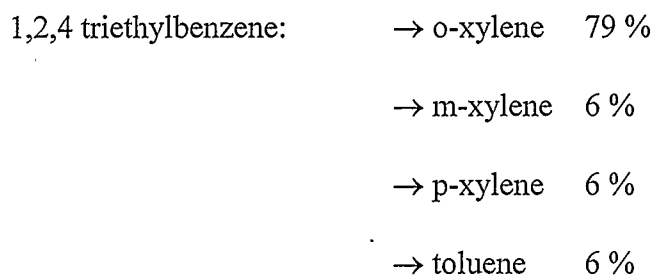 1,2,4 triethylbenzene: → o-xylene 79 %
→ m-xylene 6 %
→ p-xylene 6 %
→ toluene 6 %